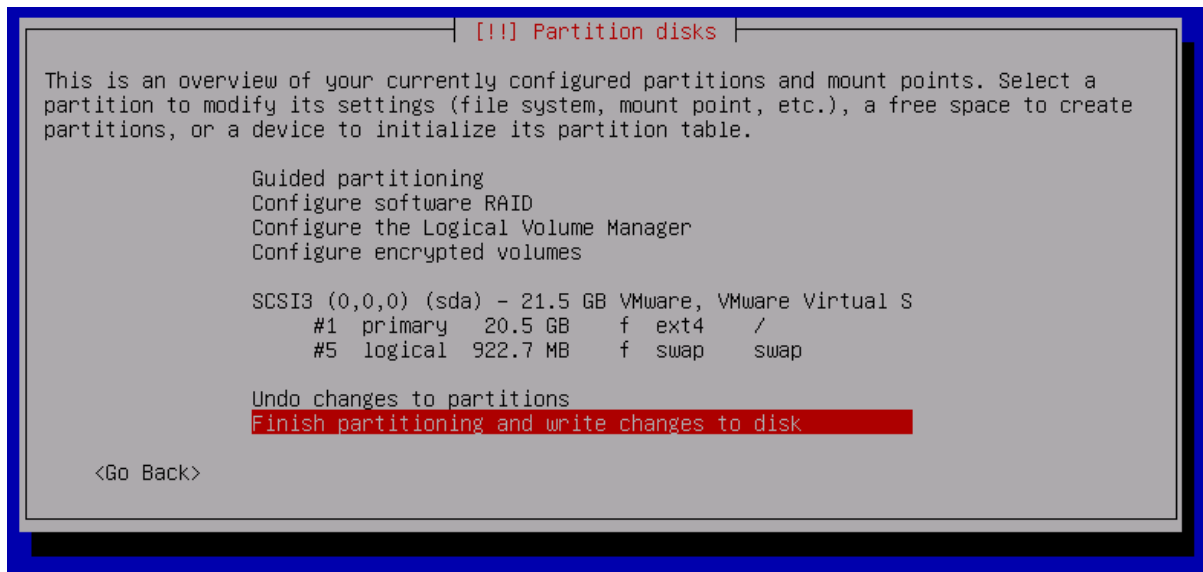 [!!] Partition disks
This is an overview of your currently configured partitions and mount points. Select a
partition to modify its settings (file system, mount point, etc.), a free space to create
partitions, or a device to initialize its partition table.
Guided partitioning
Configure software RAID
Configure the Logical Volume Manager
Configure encrypted volumes
SCSI3 (0,0,0) (sda) - 21.5 GB VMware, VMware Virtual S
#1 primary 20.5 GB f ext4 /
#5 logical 922.7 MB f swap swap
Undo changes to partitions
Finish partitioning and write changes to disk
<Go Back>